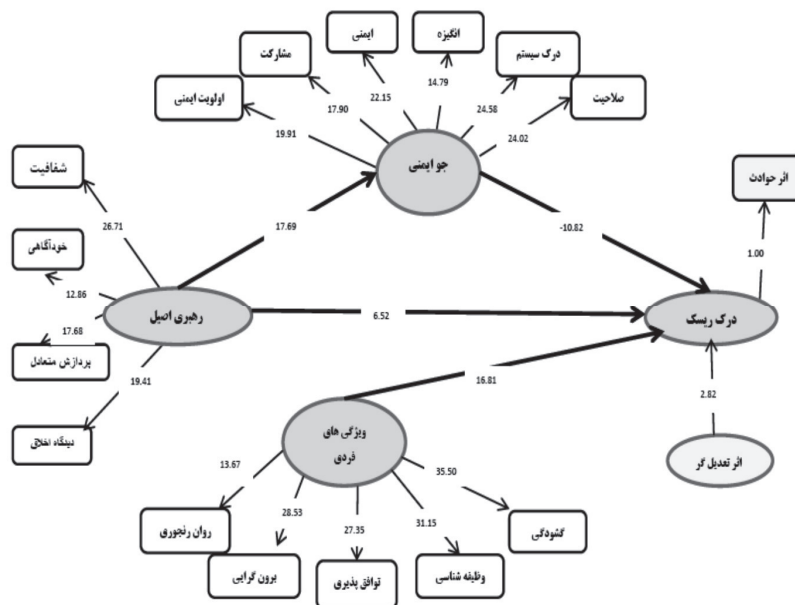 انگیزه
ایمنی
درک سیستم
مشارکت
صلاحیت
اولویت ایمنی
14.79
22.15
24.58
17.90
24.02
19.91
جو ایمنی
شفافیت
اثر حوادث
26.71
17.69
-10.82
1.00
خودآگاهی
12.86
رهبری اصیل
6.52
درک ریسک
17.68
پردازش متعادل
19.41
16.81
2.82
دیدگاه اخلاق
ویژگی های
فردی
اثر تعدیل گر
13.67
35.50
28.53
27.35
31.15
روان رنجوری
گشودگی
برون گرایی
توافق پذیری
وظیفه شناسی